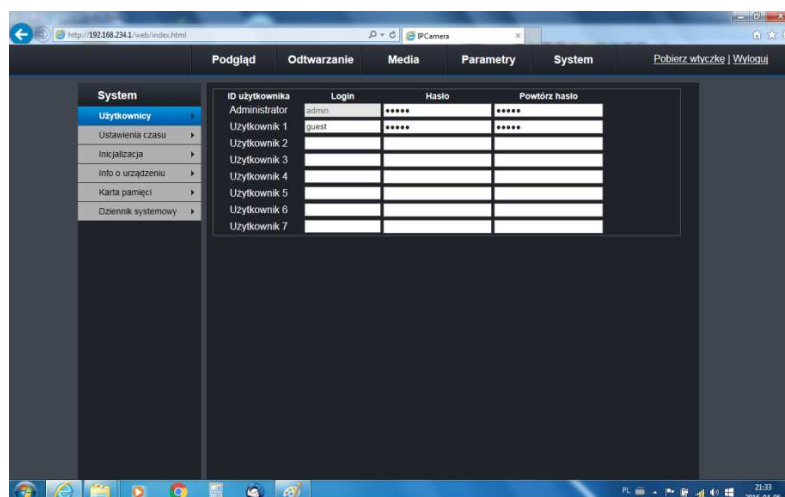 http://192.168.234.1/web/index.html
IPCamera
Podgląd Odtwarzanie Media Parametry System Pobierz wtyczkę | Wyloguj
System
Użytkownicy
Ustawienia czasu
Inicjalizacja
Info o urządzeniu
Karta pamięci
Dziennik systemowy
ID użytkownika Login Hasło Powtórz hasło
Administrator admin ••••• •••••
Użytkownik 1 guest ••••• •••••
Użytkownik 2
Użytkownik 3
Użytkownik 4
Użytkownik 5
Użytkownik 6
Użytkownik 7
PL 21:33